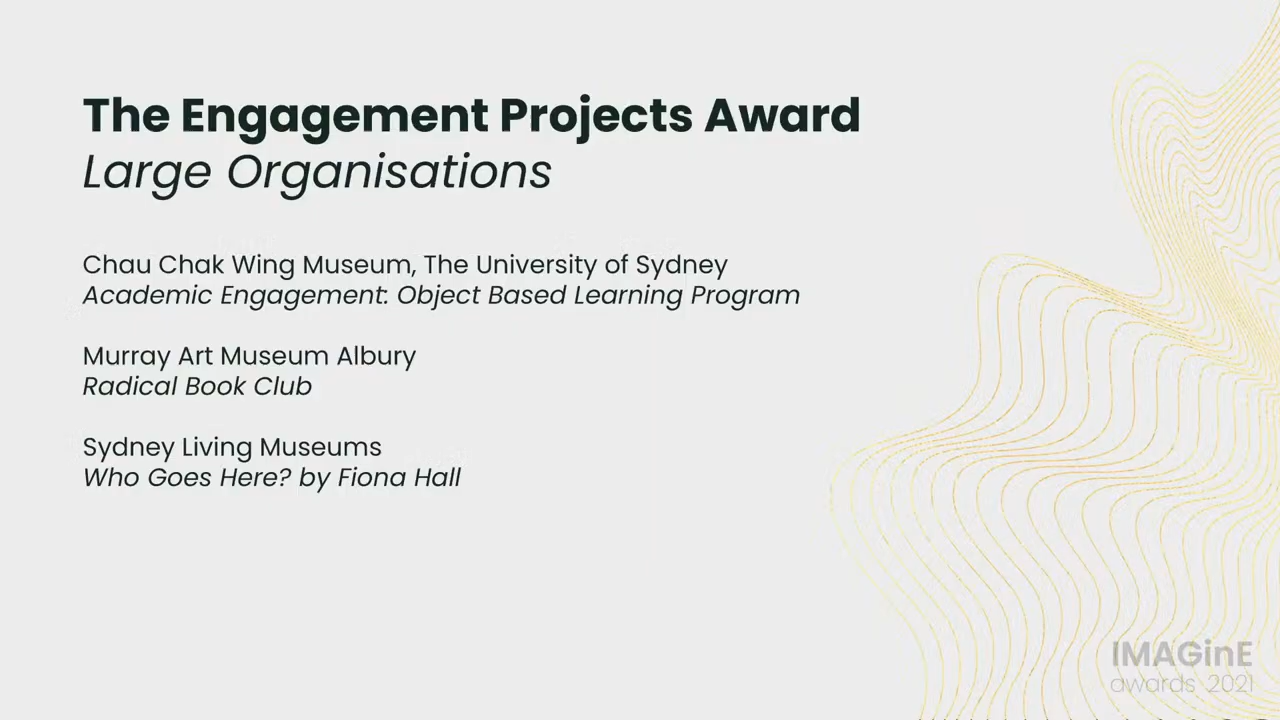 The Engagement Projects Award
Large Organisations
Chau Chak Wing Museum, The University of Sydney
Academic Engagement: Object Based Learning Program
Murray Art Museum Albury
Radical Book Club
Sydney Living Museums
Who Goes Here? by Fiona Hall
IMAGinE
awards 2021